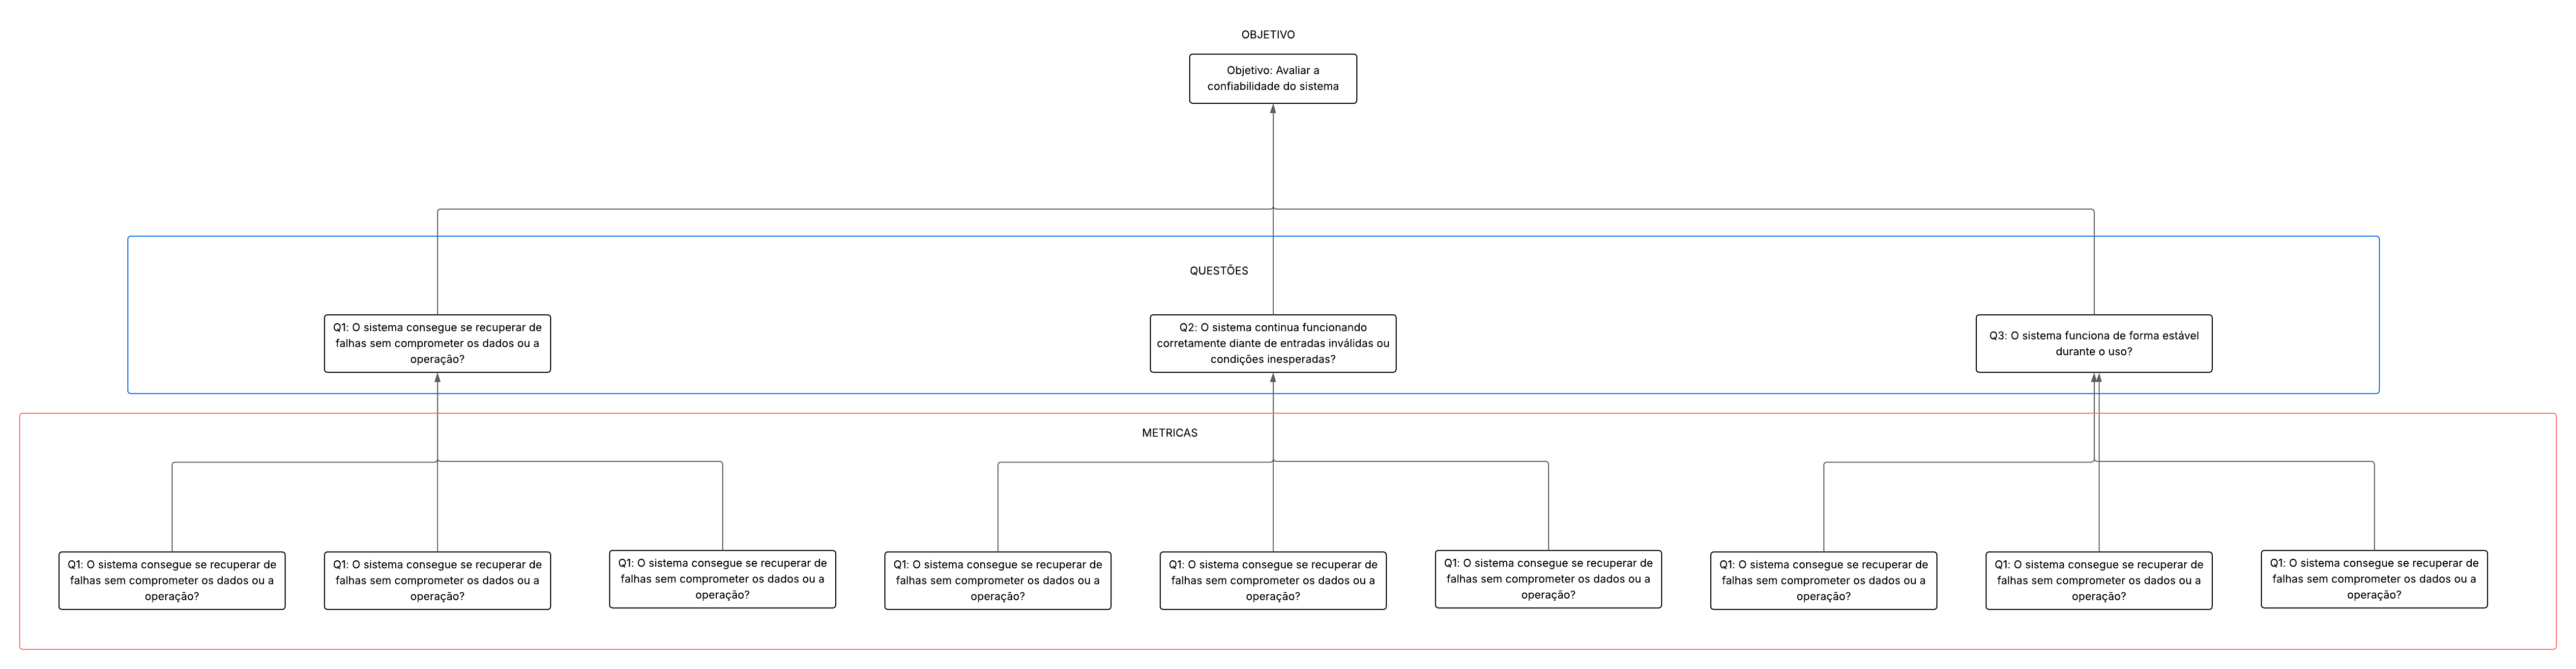 OBJETIVO
Objetivo: Avaliar a
confiabilidade do sistema
QUESTÕES
Q1: O sistema consegue se recuperar de
falhas sem comprometer os dados ou a
operação?
Q2: O sistema continua funcionando
corretamente diante de entradas inválidas ou
condições inesperadas?
Q3: O sistema funciona de forma estável
durante o uso?
METRICAS
Q1: O sistema consegue se recuperar de
falhas sem comprometer os dados ou a
operação?
Q1: O sistema consegue se recuperar de
falhas sem comprometer os dados ou a
operação?
Q1: O sistema consegue se recuperar de
falhas sem comprometer os dados ou a
operação?
Q1: O sistema consegue se recuperar de
falhas sem comprometer os dados ou a
operação?
Q1: O sistema consegue se recuperar de
falhas sem comprometer os dados ou a
operação?
Q1: O sistema consegue se recuperar de
falhas sem comprometer os dados ou a
operação?
Q1: O sistema consegue se recuperar de
falhas sem comprometer os dados ou a
operação?
Q1: O sistema consegue se recuperar de
falhas sem comprometer os dados ou a
operação?
Q1: O sistema consegue se recuperar de
falhas sem comprometer os dados ou a
operação?